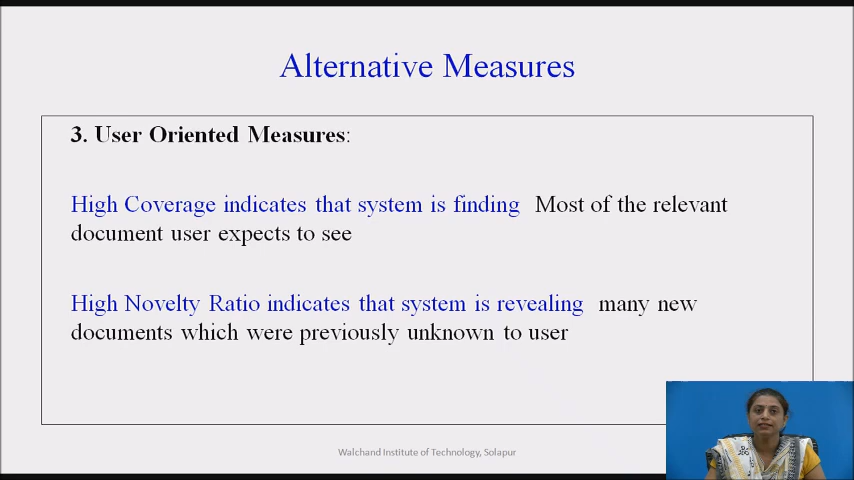 Alternative Measures
3. User Oriented Measures:
High Coverage indicates that system is finding Most of the relevant
document user expects to see
High Novelty Ratio indicates that system is revealing many new
documents which were previously unknown to user
Walchand Institute of Technology, Solapur